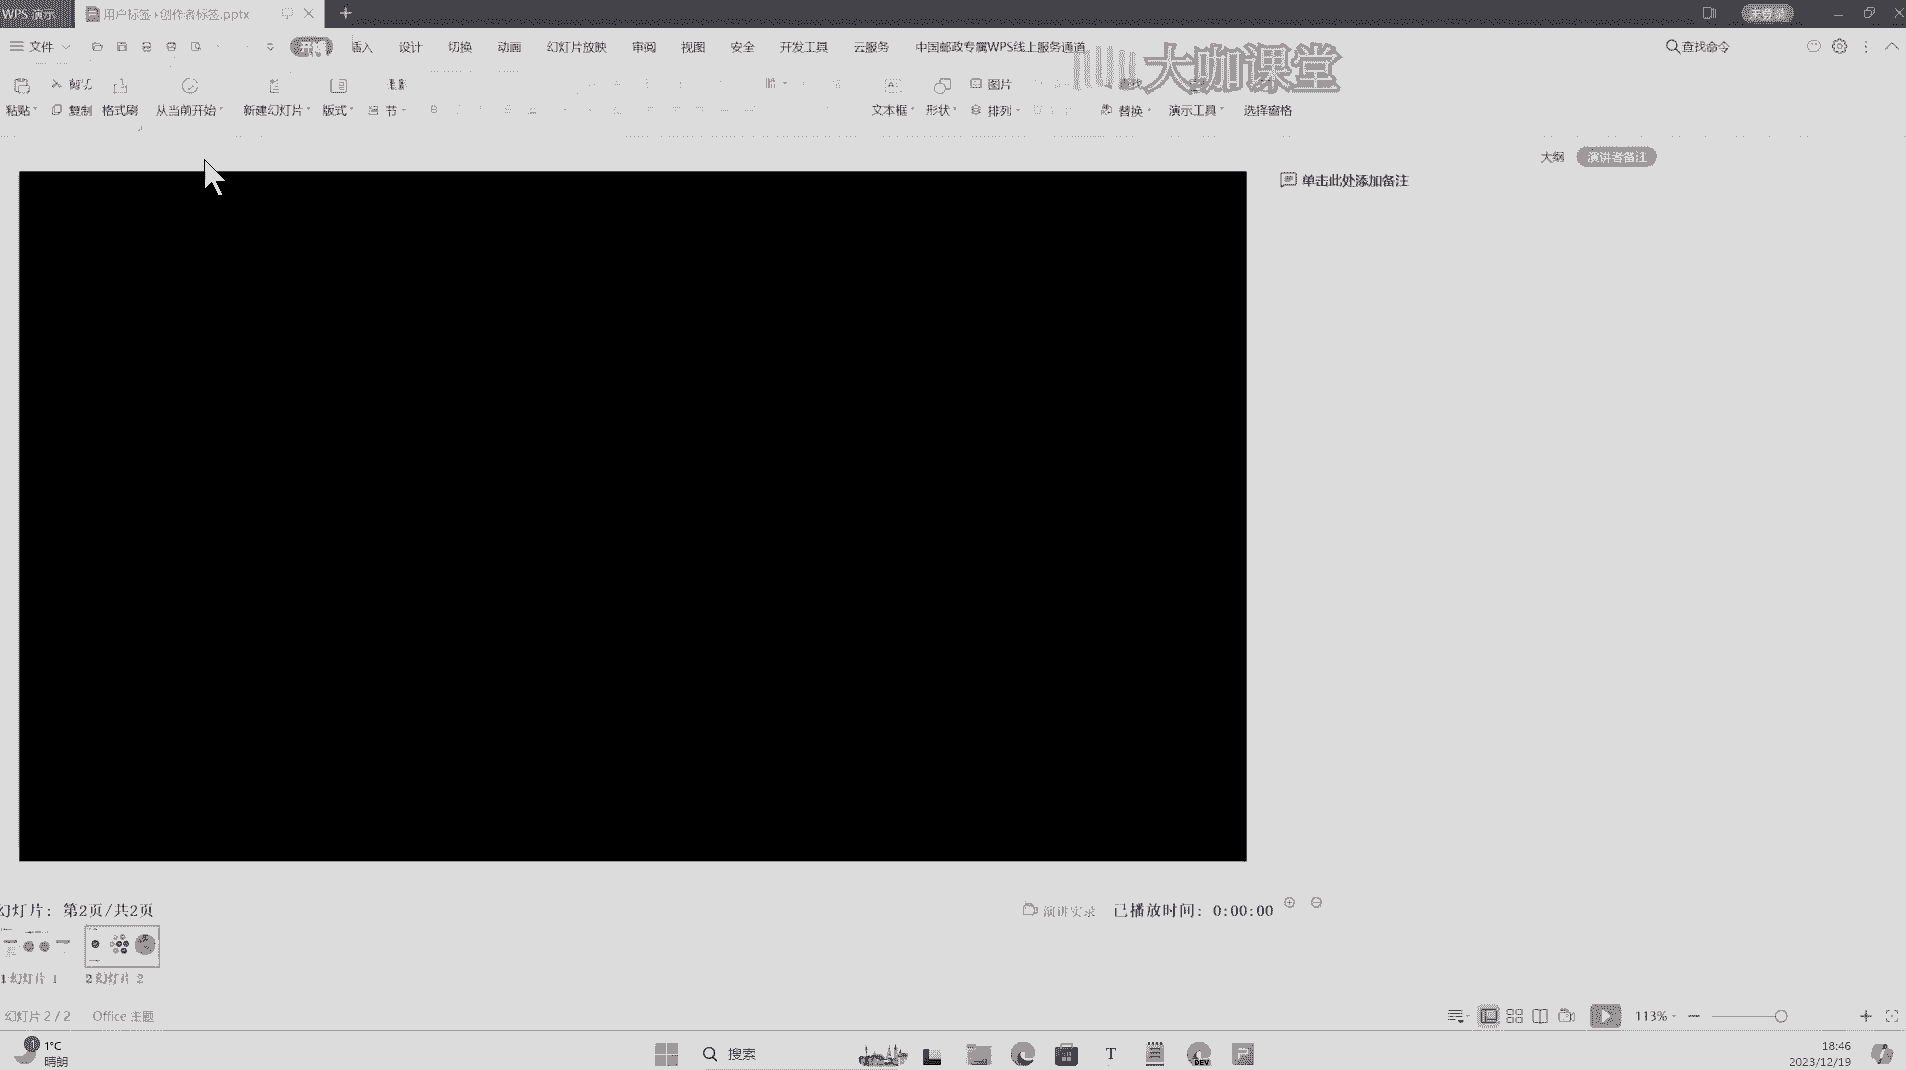 WPS 演示
用户标签+创作者标签.pptx
未登录
文件
开始
插入
设计
切换
动画
幻灯片放映
审阅
视图
安全
开发工具
云服务
中国邮政专属WPS线上服务通道
查找命令
大咖课堂
剪切
图片
查找
粘贴
复制
格式刷
从当前开始
新建幻灯片
版式
节
文本框
形状
排列
替换
演示工具
选择窗格
大纲
演讲者备注
单击此处添加备注
幻灯片: 第2页/共2页
演讲实录
已播放时间: 0:00:00
1 幻灯片 1
2 幻灯片 2
幻灯片 2 / 2
Office 主题
113%
1°C
晴朗
搜索
T
DEV
18:46
2023/12/19